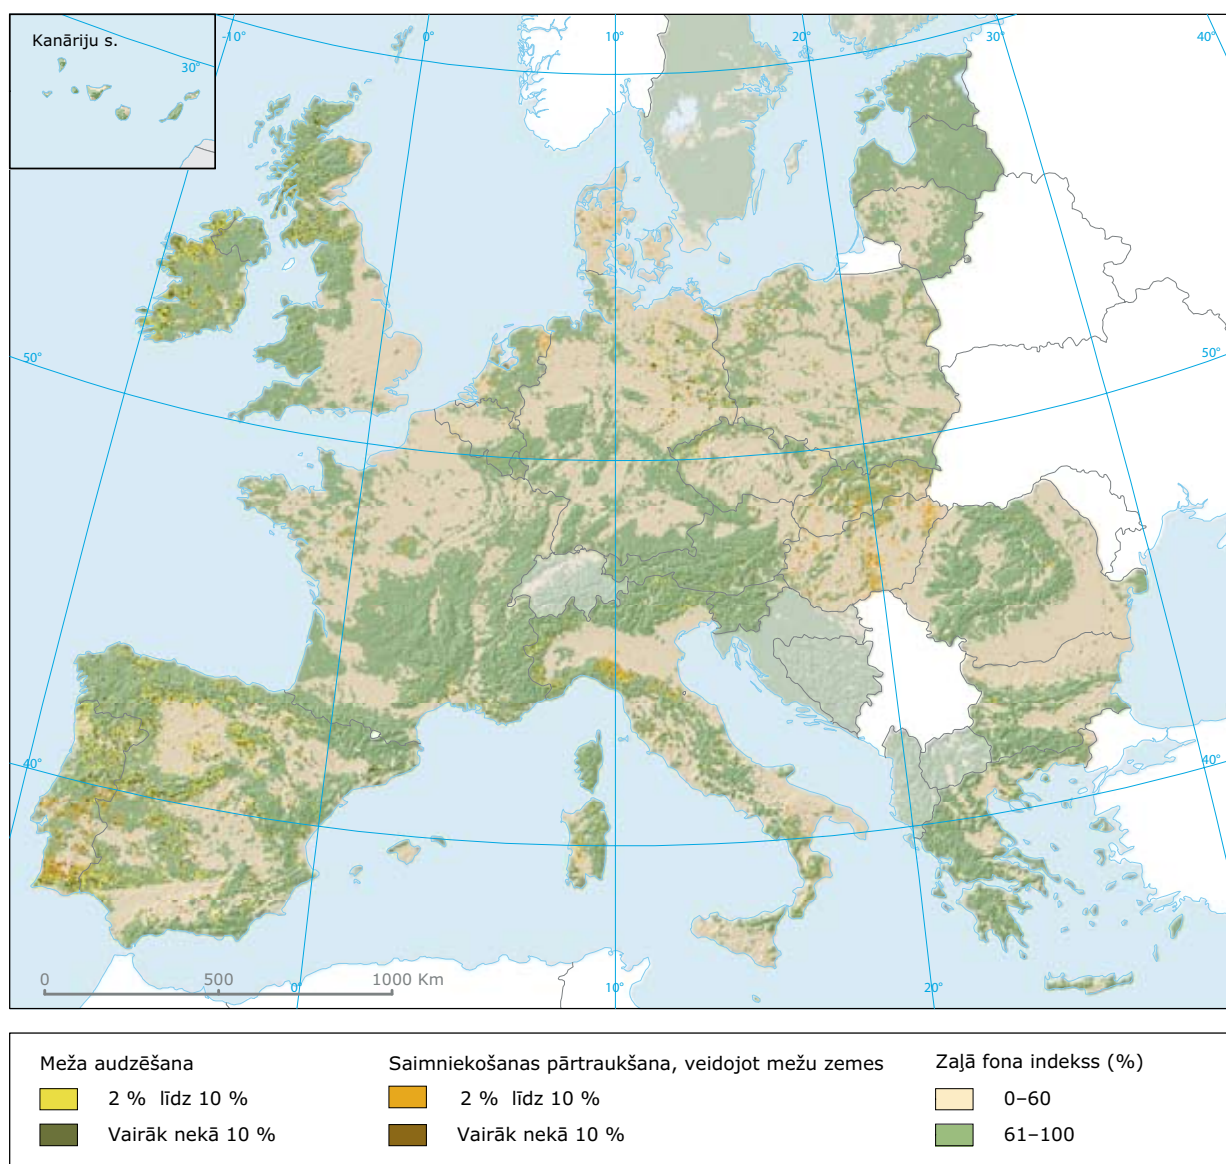 Kanāriju s.
-10°
0°
10°
20°
30°
40°
30°
50°
50°
40°
40°
0 500 1000 Km
0°
10°
20°
Meža audzēšana
2 % līdz 10 %
Vairāk nekā 10 %
Saimniekošanas pārtraukšana, veidojot mežu zemes
2 % līdz 10 %
Vairāk nekā 10 %
Zaļā fona indekss (%)
0–60
61–100